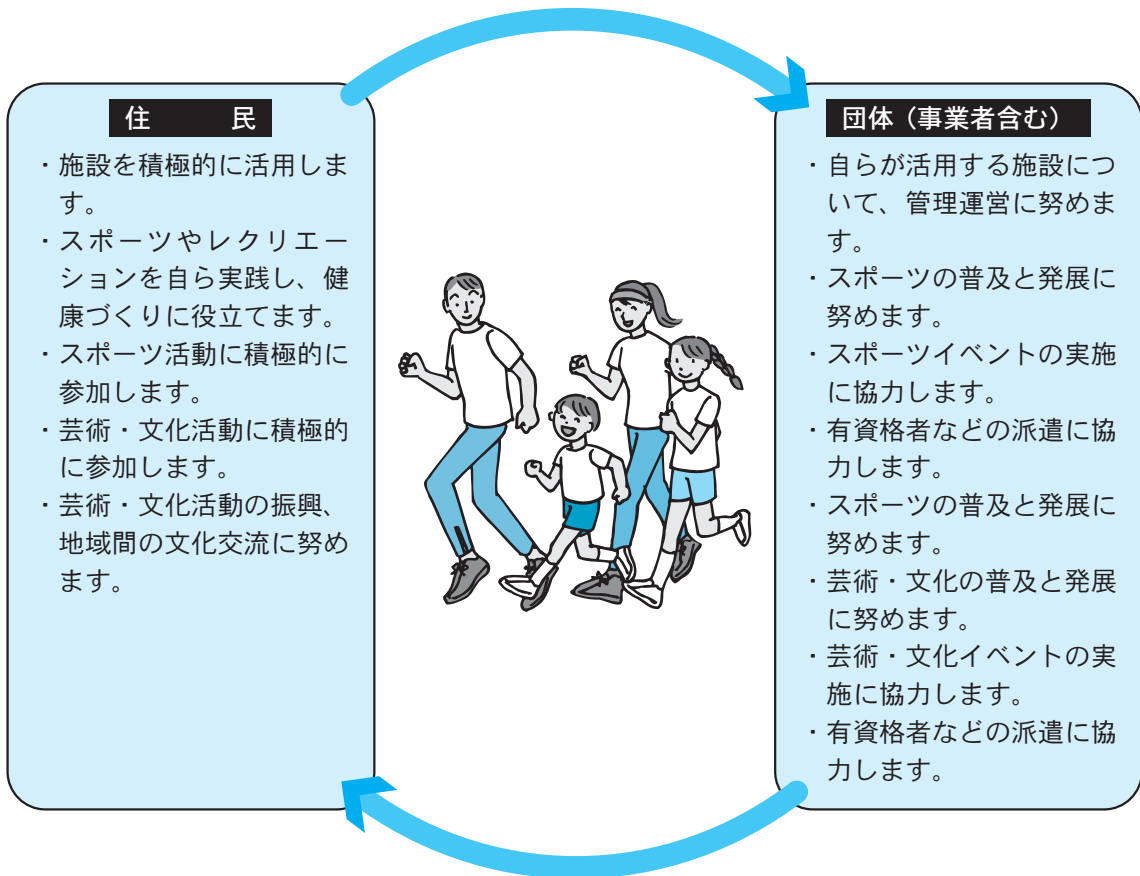 住　　民
・施設を積極的に活用しま
す。
・スポーツやレクリエー
ションを自ら実践し、健
康づくりに役立てます。
・スポーツ活動に積極的に
参加します。
・芸術・文化活動に積極的
に参加します。
・芸術・文化活動の振興、
地域間の文化交流に努め
ます。
団体（事業者含む）
・自らが活用する施設につ
いて、管理運営に努めま
す。
・スポーツの普及と発展に
努めます。
・スポーツイベントの実施
に協力します。
・有資格者などの派遣に協
力します。
・スポーツの普及と発展に
努めます。
・芸術・文化の普及と発展
に努めます。
・芸術・文化イベントの実
施に協力します。
・有資格者などの派遣に協
力します。